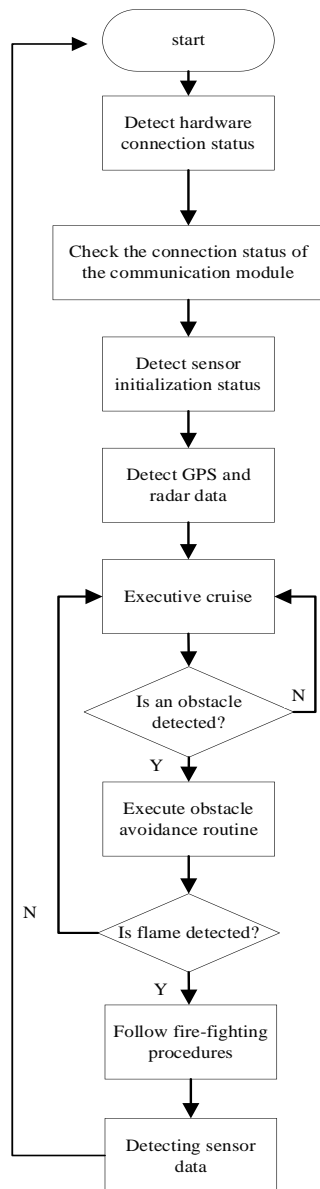 start
Detect hardware
connection status
Check the connection status of
the communication module
Detect sensor
initialization status
Detect GPS and
radar data
Executive cruise
Is an obstacle
detected?
N
Y
Execute obstacle
avoidance routine
N
Is flame detected?
Y
Follow fire-fighting
procedures
Detecting sensor
data